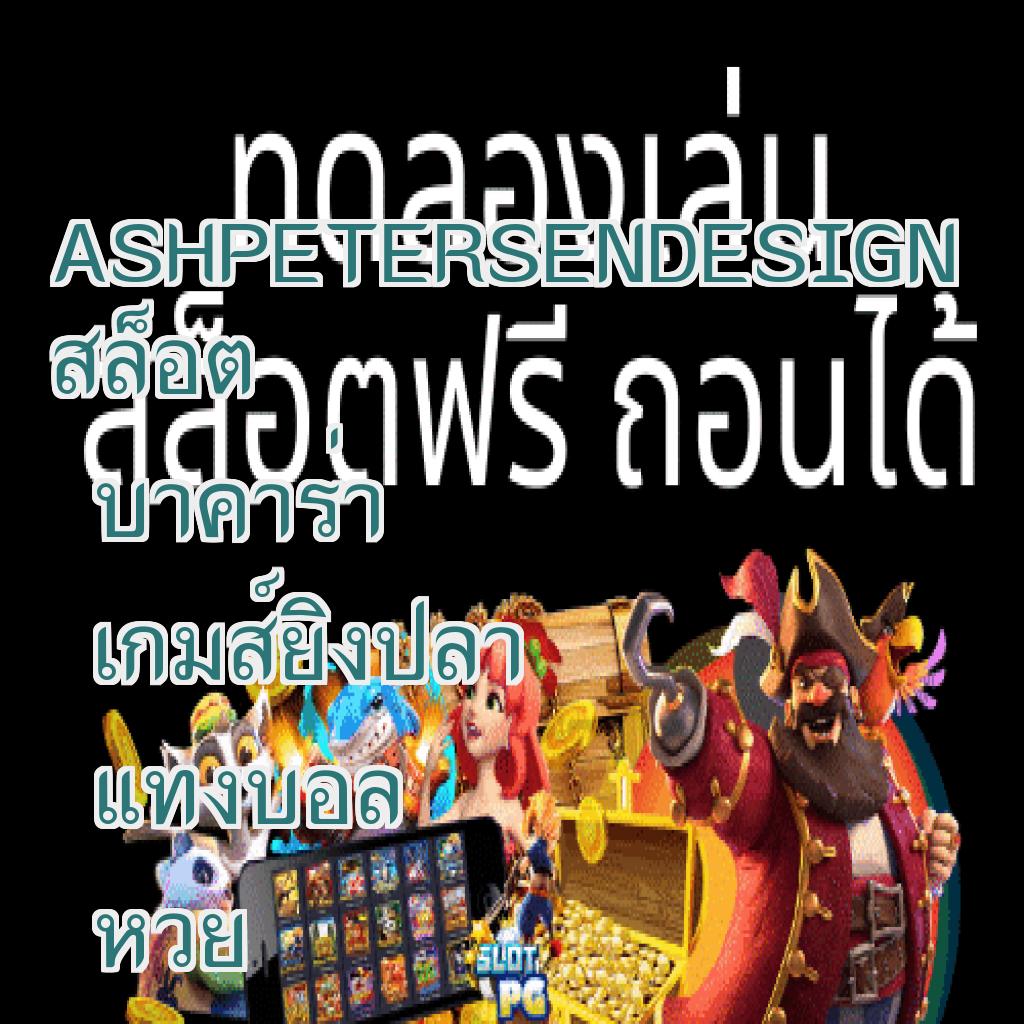 ทดลองเล่น
ASHPETERSENDESIGN
สล็อต
สล็อตฟรี ถอนได้
บาคาร่า
เกมส์ยิงปลา
แทงบอล
หวย
SLOT
PG